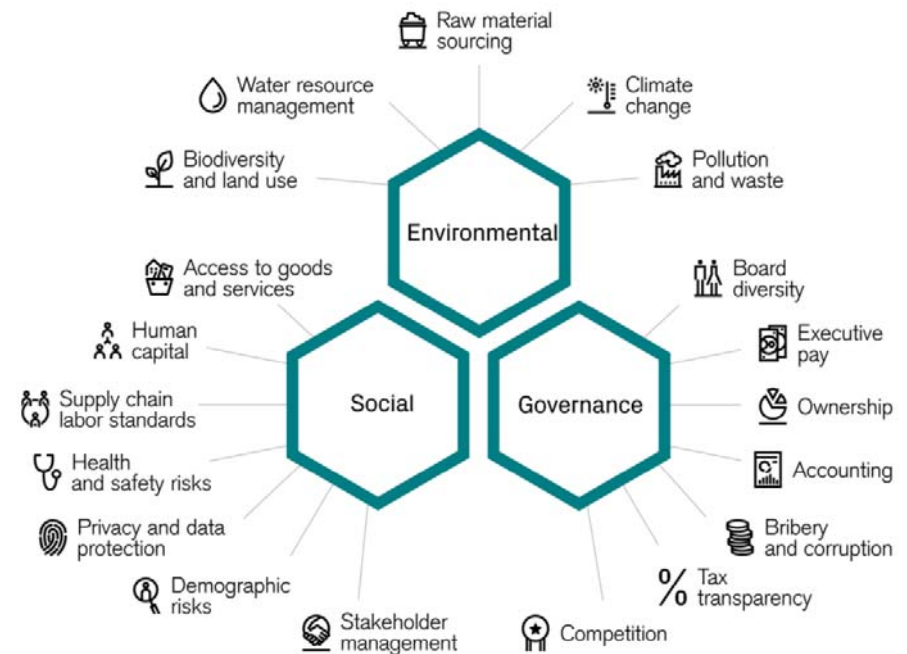 Raw material
sourcing
Water resource
management
Climate
change
Biodiversity
and land use
Pollution
and waste
Environmental
Access to goods
and services
Board
diversity
Human
capital
Executive
pay
Supply chain
labor standards
Social
Governance
Ownership
Health
and safety risks
Accounting
Privacy and data
protection
Bribery
and corruption
Demographic
risks
% Tax
transparency
Stakeholder
management
Competition